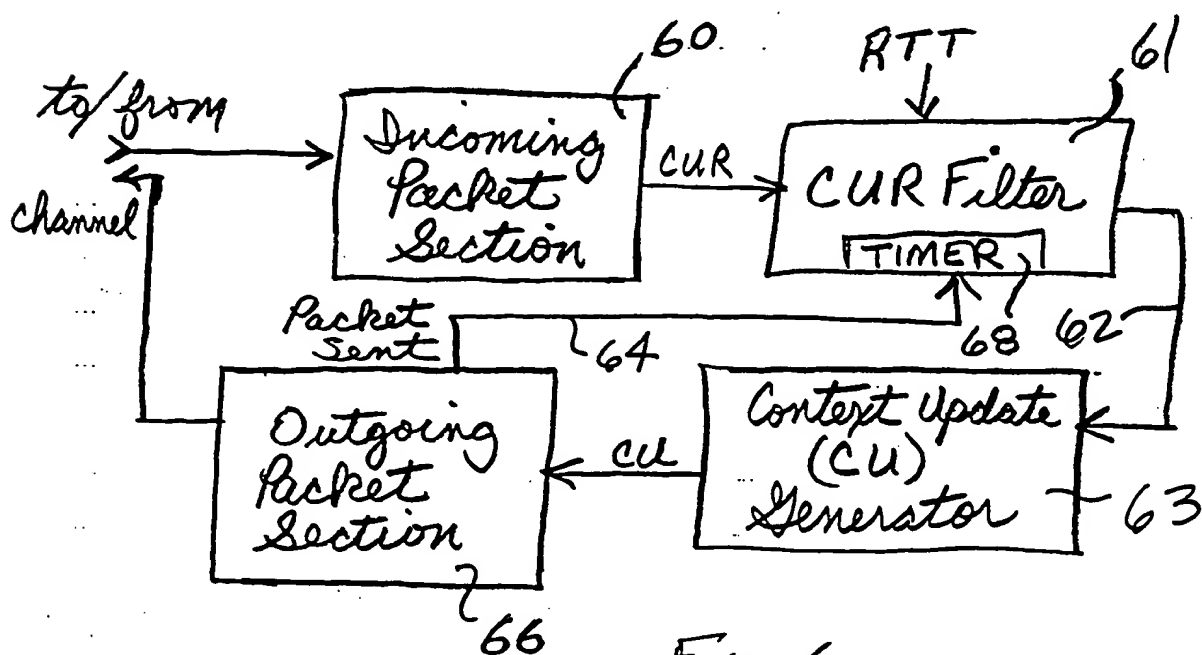 60
RTT
61
to/from
channel
Incoming
Packet
Section
CUR
CUR Filter
TIMER
Packet
Sent
64
68
62
Outgoing
Packet
Section
CU
Context Update
(CU)
Generator
63
66